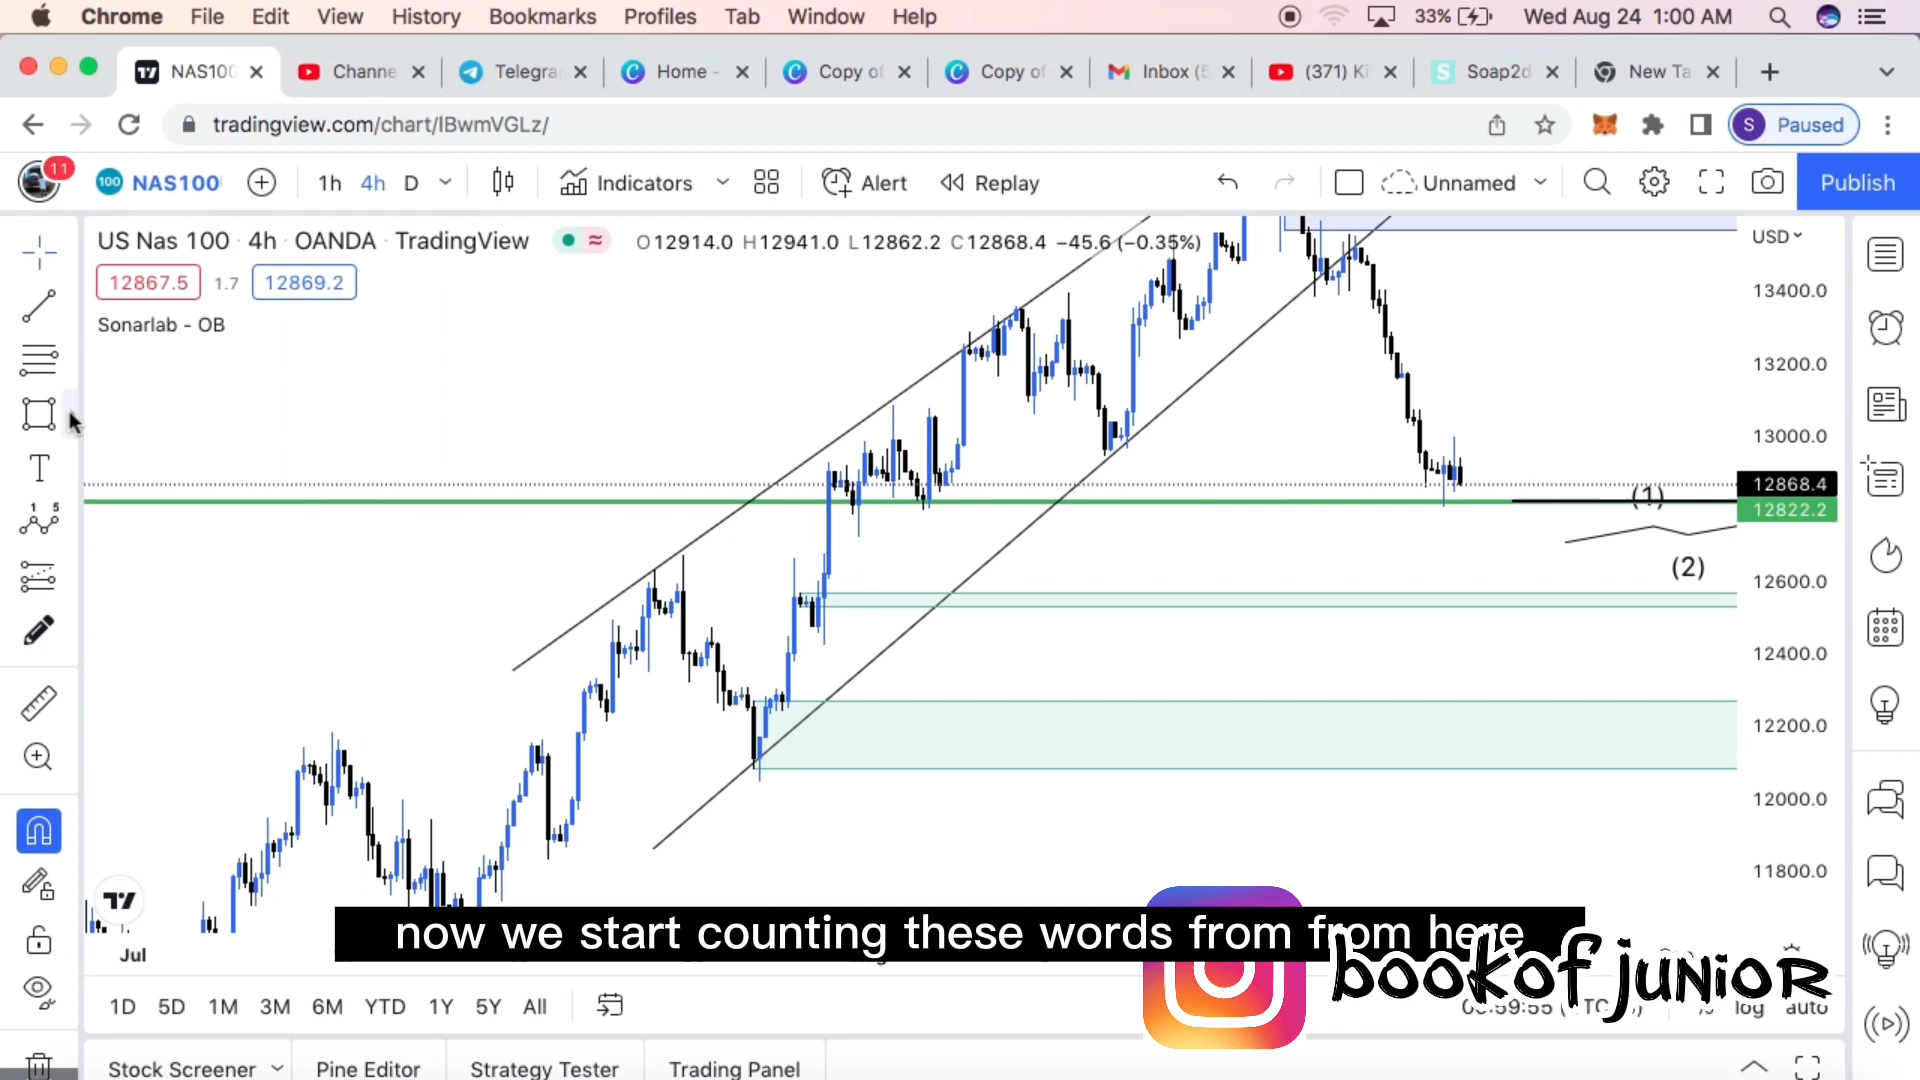 Chrome File Edit View History Bookmarks Profiles Tab Window Help 33% Wed Aug 24 1:00 AM
NAS100 Channe Telegra Home - Copy of Copy of Inbox (5 (371) Ki Soap2d New Ta
tradingview.com/chart/IBwmVGLz/ S Paused
11 100 NAS100 1h 4h D Indicators Alert Replay Unnamed Publish
US Nas 100 · 4h · OANDA · TradingView O12914.0 H12941.0 L12862.2 C12868.4 −45.6 (−0.35%) USD
12867.5 1.7 12869.2
Sonarlab - OB
13400.0
13200.0
13000.0
12868.4
(1)
12822.2
(2)
12600.0
12400.0
12200.0
12000.0
11800.0
now we start counting these words from from here
Jul
bookof junior
1D 5D 1M 3M 6M YTD 1Y 5Y All log auto
Stock Screener Pine Editor Strategy Tester Trading Panel